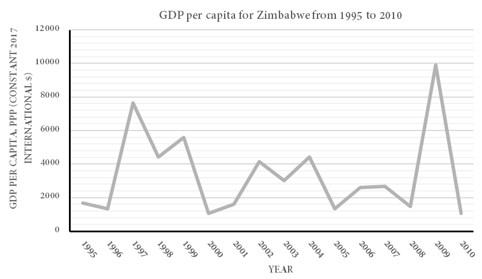 GDP per capita for Zimbabwe from 1995 to 2010
GDP PER CAPITA, PPP (CONSTANT 2017
INTERNATIONAL $)
12000
10000
8000
6000
4000
2000
0
1995 1996 1997 1998 1999 2000 2001 2002 2003 2004 2005 2006 2007 2008 2009 2010
YEAR